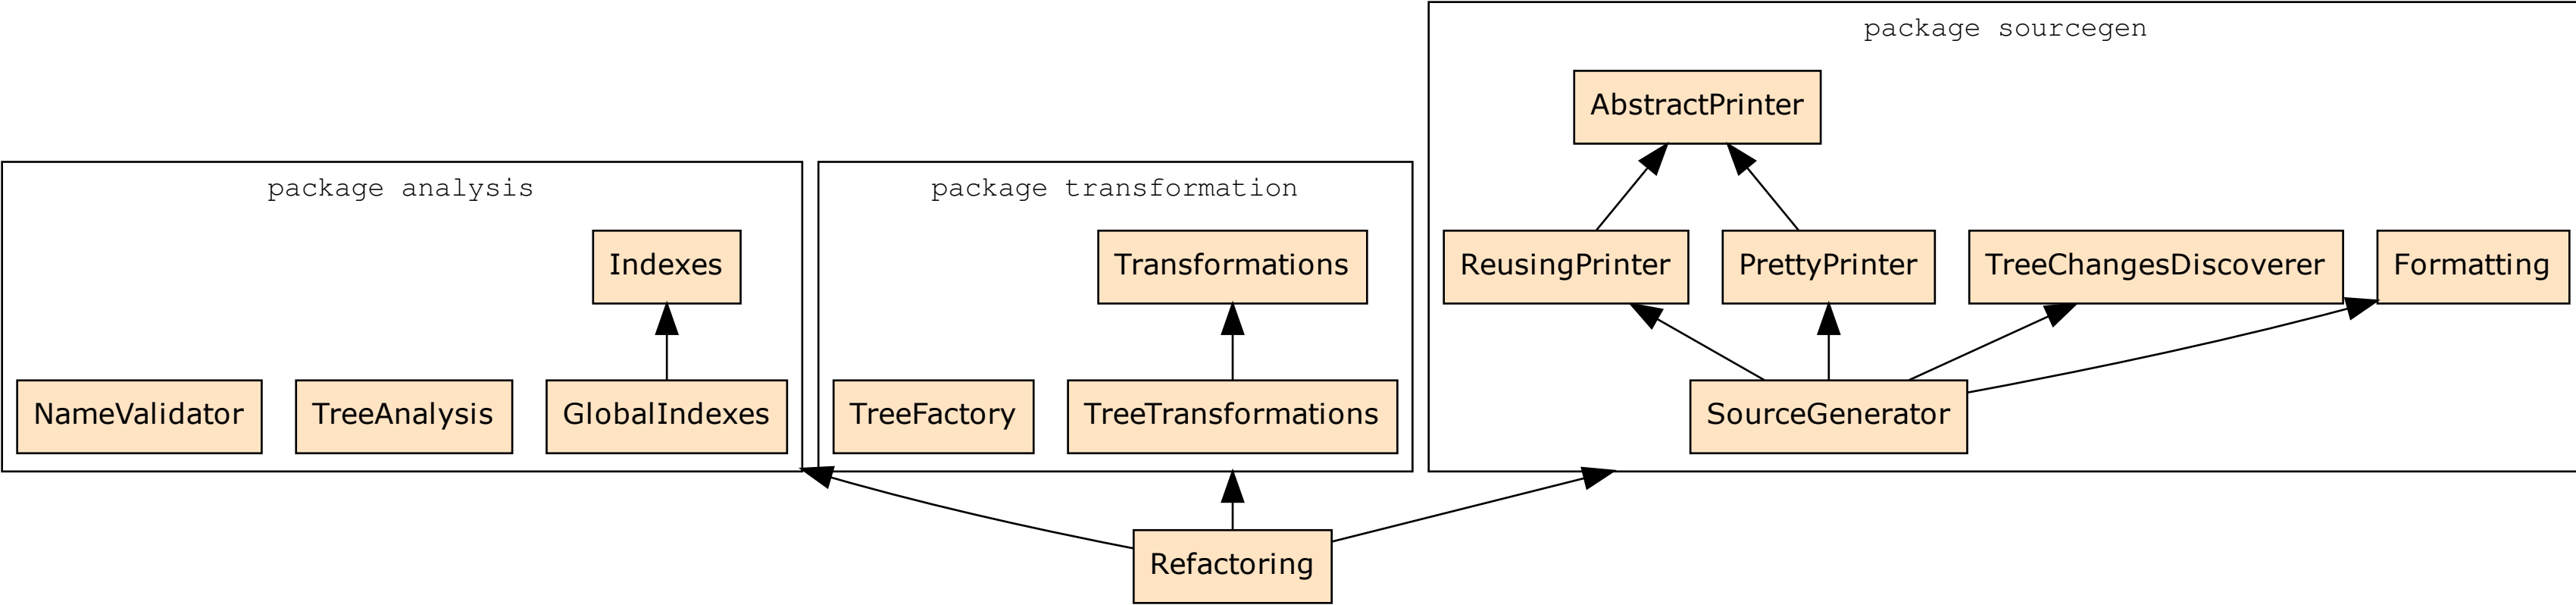 package sourcegen
AbstractPrinter
package analysis
package transformation
Indexes
Transformations
ReusingPrinter
PrettyPrinter
TreeChangesDiscoverer
Formatting
NameValidator
TreeAnalysis
GlobalIndexes
TreeFactory
TreeTransformations
SourceGenerator
Refactoring